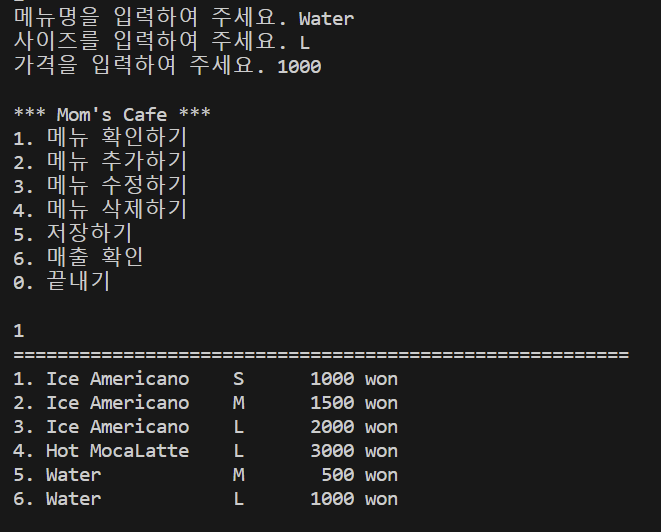 메뉴명을 입력하여 주세요. Water
사이즈를 입력하여 주세요. L
가격을 입력하여 주세요. 1000
*** Mom's Cafe ***
1. 메뉴 확인하기
2. 메뉴 추가하기
3. 메뉴 수정하기
4. 메뉴 삭제하기
5. 저장하기
6. 매출 확인
0. 끝내기
1
========================================================
1. Ice Americano    S      1000 won
2. Ice Americano    M      1500 won
3. Ice Americano    L      2000 won
4. Hot MocaLatte    L      3000 won
5. Water            M       500 won
6. Water            L      1000 won